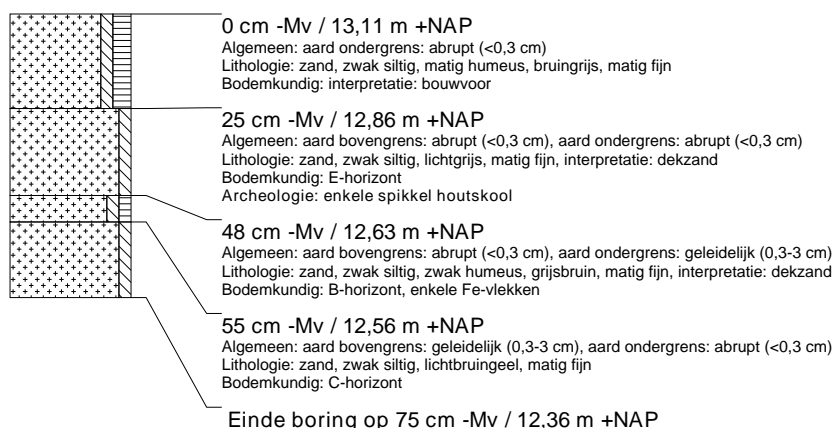 0 cm -Mv / 13,11 m +NAP
Algemeen: aard ondergrens: abrupt (<0,3 cm)
Lithologie: zand, zwak siltig, matig humeus, bruingrijs, matig fijn
Bodemkundig: interpretatie: bouwvoor
25 cm -Mv / 12,86 m +NAP
Algemeen: aard bovengrens: abrupt (<0,3 cm), aard ondergrens: abrupt (<0,3 cm)
Lithologie: zand, zwak siltig, lichtgrijs, matig fijn, interpretatie: dekzand
Bodemkundig: E-horizont
Archeologie: enkele spikkel houtskool
48 cm -Mv / 12,63 m +NAP
Algemeen: aard bovengrens: abrupt (<0,3 cm), aard ondergrens: geleidelijk (0,3-3 cm)
Lithologie: zand, zwak siltig, zwak humeus, grijsbruin, matig fijn, interpretatie: dekzand
Bodemkundig: B-horizont, enkele Fe-vlekken
55 cm -Mv / 12,56 m +NAP
Algemeen: aard bovengrens: geleidelijk (0,3-3 cm), aard ondergrens: abrupt (<0,3 cm)
Lithologie: zand, zwak siltig, lichtbruingeel, matig fijn
Bodemkundig: C-horizont
Einde boring op 75 cm -Mv / 12,36 m +NAP